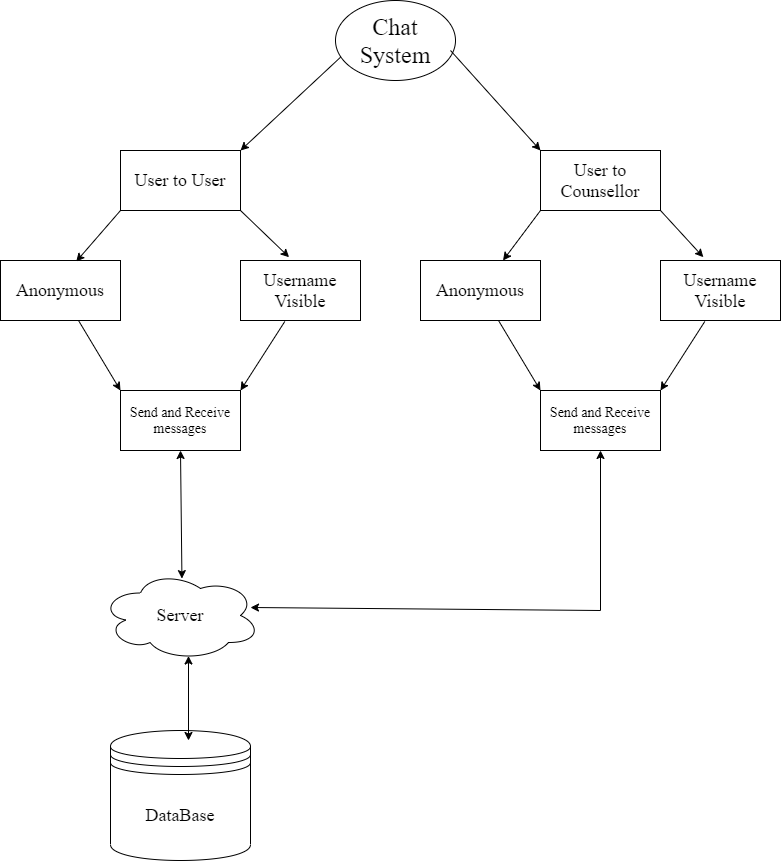 Chat
System
User to User
User to
Counsellor
Anonymous
Username
Visible
Anonymous
Username
Visible
Send and Receive
messages
Send and Receive
messages
Server
DataBase